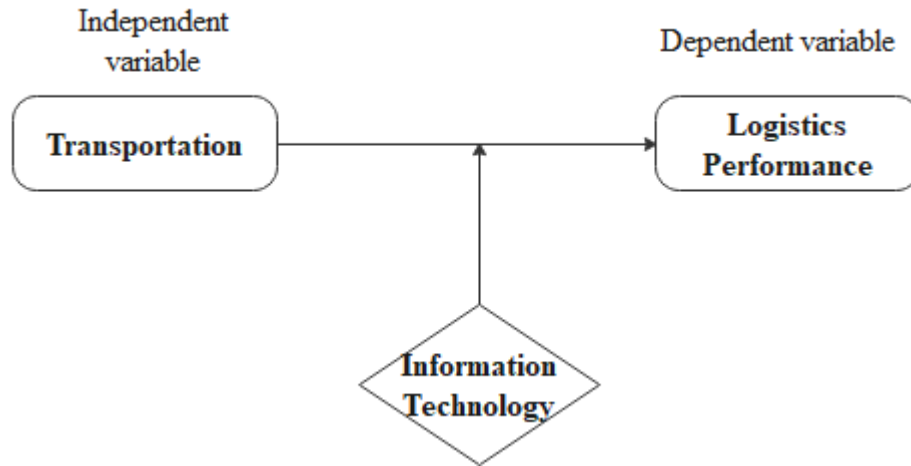 Independent
variable
Dependent variable
Transportation
Logistics
Performance
Information
Technology